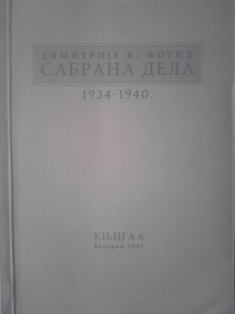 ДИМИТРИЈЕ В. ЉОТИЋ
САБРАНА ДЕЛА
1934-1940.
КЊИГА 6
Београд